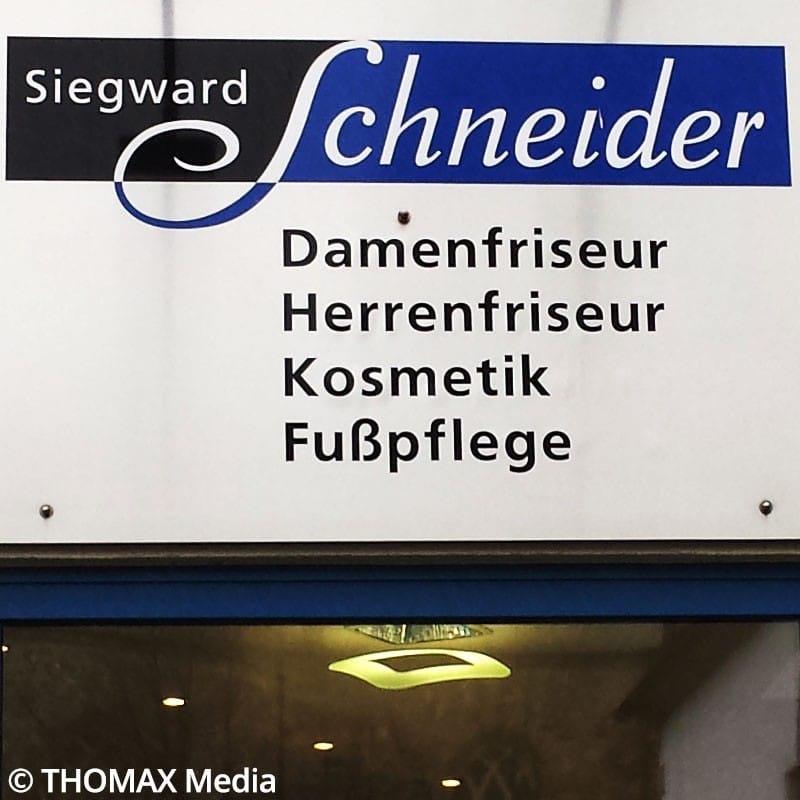 Siegward Schneider
Damenfriseur
Herrenfriseur
Kosmetik
Fußpflege
© THOMAX Media